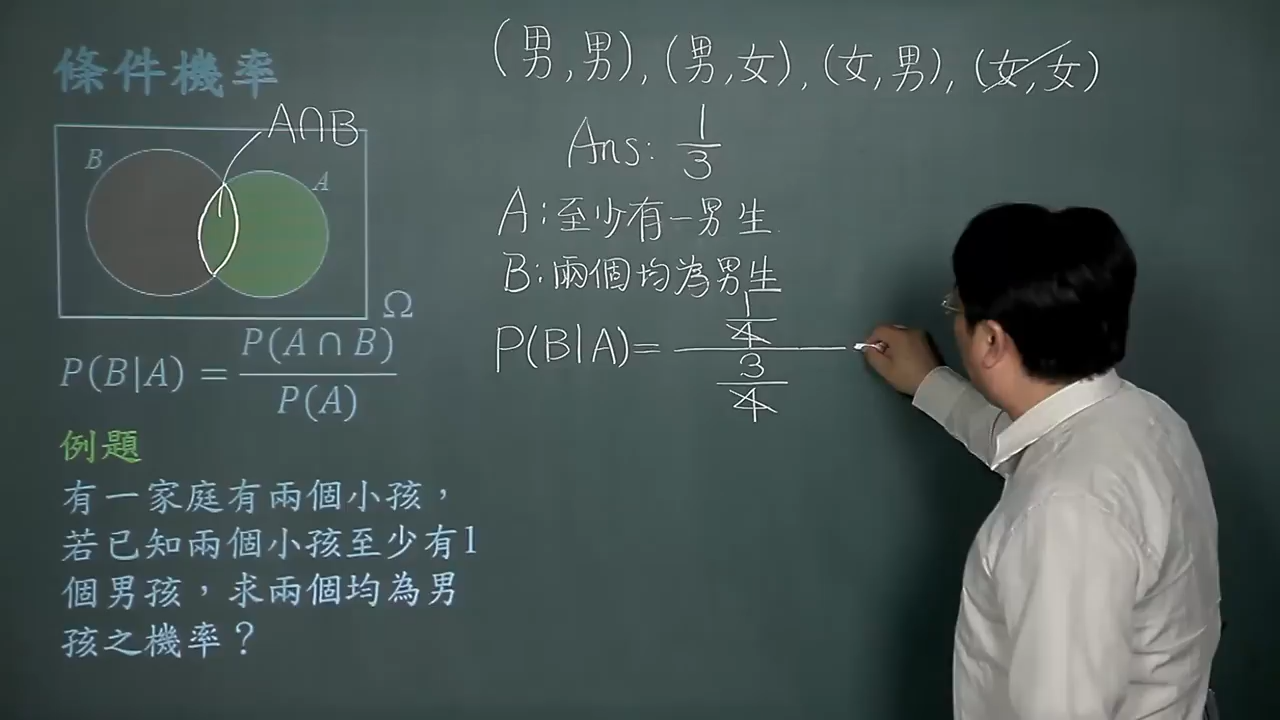 條件機率
A∩B
B
A
Ω
P(B|A) = P(A ∩ B) / P(A)
例題
有一家庭有兩個小孩，
若已知兩個小孩至少有1
個男孩，求兩個均為男
孩之機率？
(男,男),(男,女),(女,男),(女,女)
Ans: 1/3
A:至少有一男生
B:兩個均為男生
P(B|A)= (1/4) / (3/4)